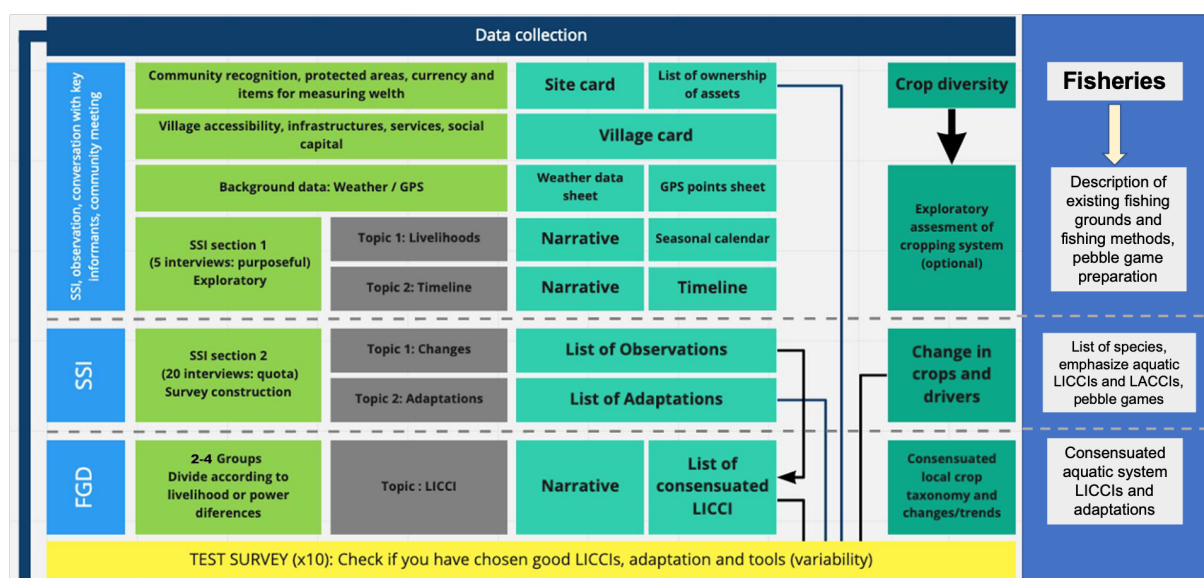 Data collection
SSI, observation, conversation with key
informants, community meeting
Community recognition, protected areas, currency and
items for measuring welth
Site card
List of ownership
of assets
Crop diversity
Fisheries
Village accessibility, infrastructures, services, social
capital
Village card
Background data: Weather / GPS
Weather data
sheet
GPS points sheet
Exploratory
assesment of
cropping system
(optional)
Description of
existing fishing
grounds and
fishing methods,
pebble game
preparation
SSI section 1
(5 interviews: purposeful)
Exploratory
Topic 1: Livelihoods
Narrative
Seasonal calendar
Topic 2: Timeline
Narrative
Timeline
SSI
SSI section 2
(20 interviews: quota)
Survey construction
Topic 1: Changes
List of Observations
Topic 2: Adaptations
List of Adaptations
Change in
crops and
drivers
List of species,
emphasize aquatic
LICCIs and LACCIs,
pebble games
FGD
2-4 Groups
Divide according to
livelihood or power
diferences
Topic : LICCI
Narrative
List of
consensuated
LICCI
Consensuated
local crop
taxonomy and
changes/trends
Consensuated
aquatic system
LICCIs and
adaptations
TEST SURVEY (x10): Check if you have chosen good LICCIs, adaptation and tools (variability)